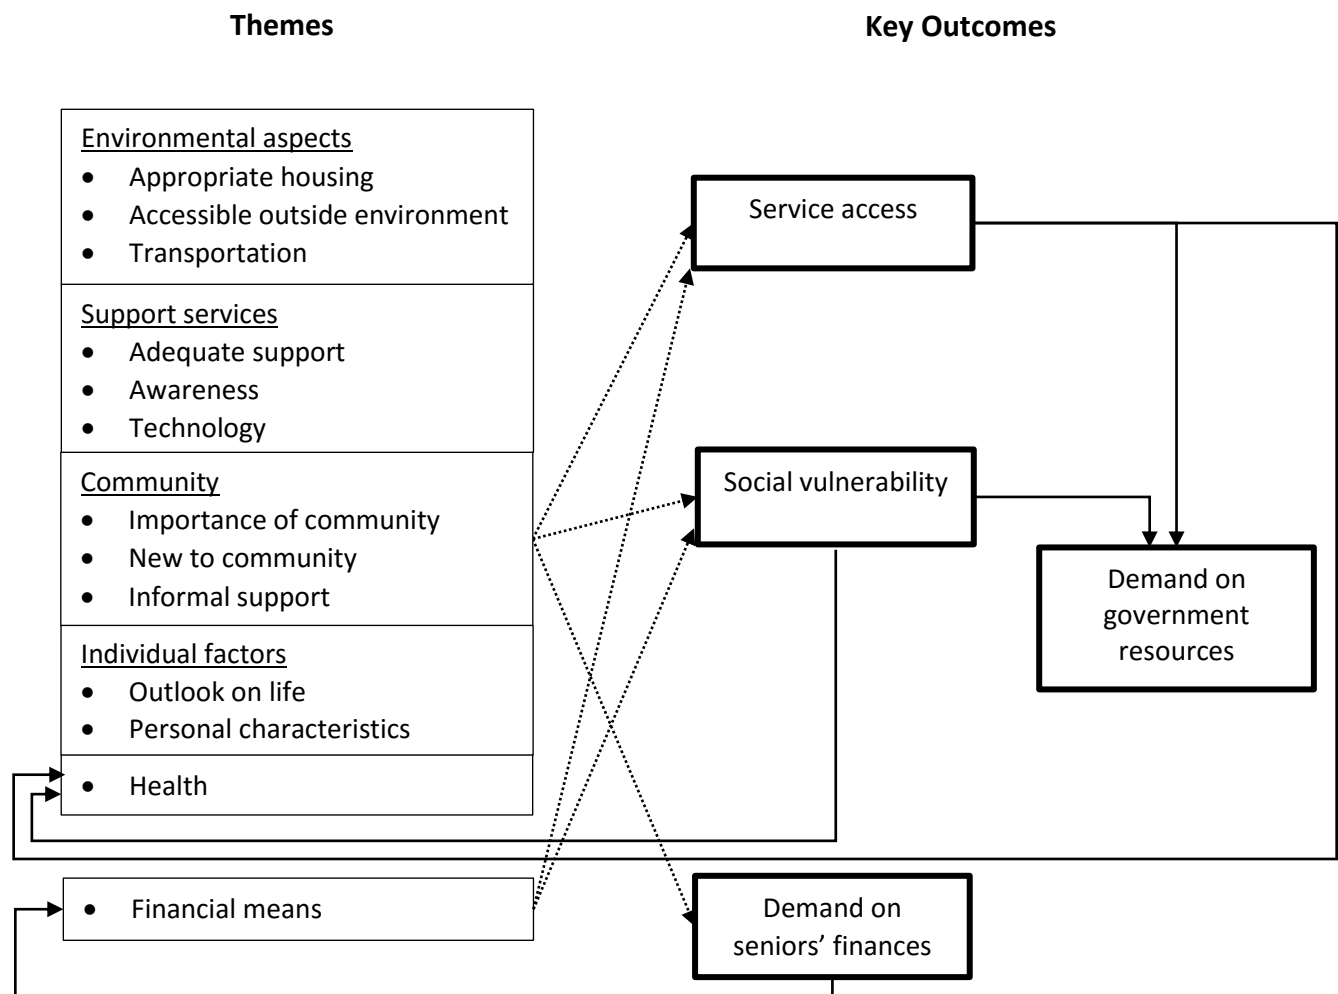 Themes
Key Outcomes
Environmental aspects
• Appropriate housing
• Accessible outside environment
• Transportation
Support services
• Adequate support
• Awareness
• Technology
Community
• Importance of community
• New to community
• Informal support
Individual factors
• Outlook on life
• Personal characteristics
• Health
• Financial means
Service access
Social vulnerability
Demand on
government
resources
Demand on
seniors’ finances